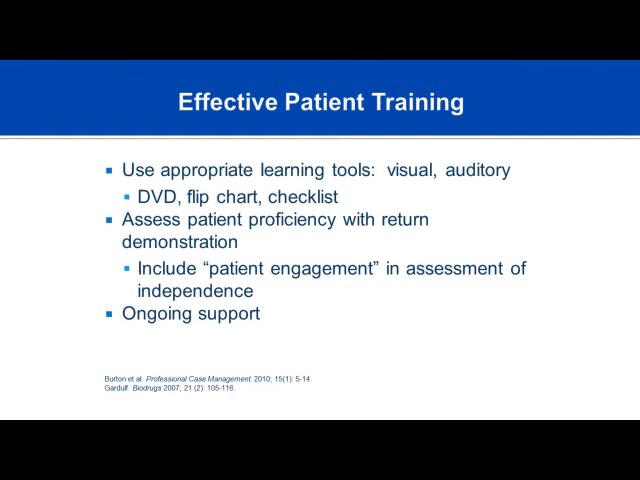 Effective Patient Training
▪ Use appropriate learning tools: visual, auditory
▪ DVD, flip chart, checklist
▪ Assess patient proficiency with return
demonstration
▪ Include “patient engagement” in assessment of
independence
▪ Ongoing support
Burton et al. Professional Case Management. 2010; 15(1): 5-14.
Gardulf. Biodrugs 2007; 21 (2): 105-116.